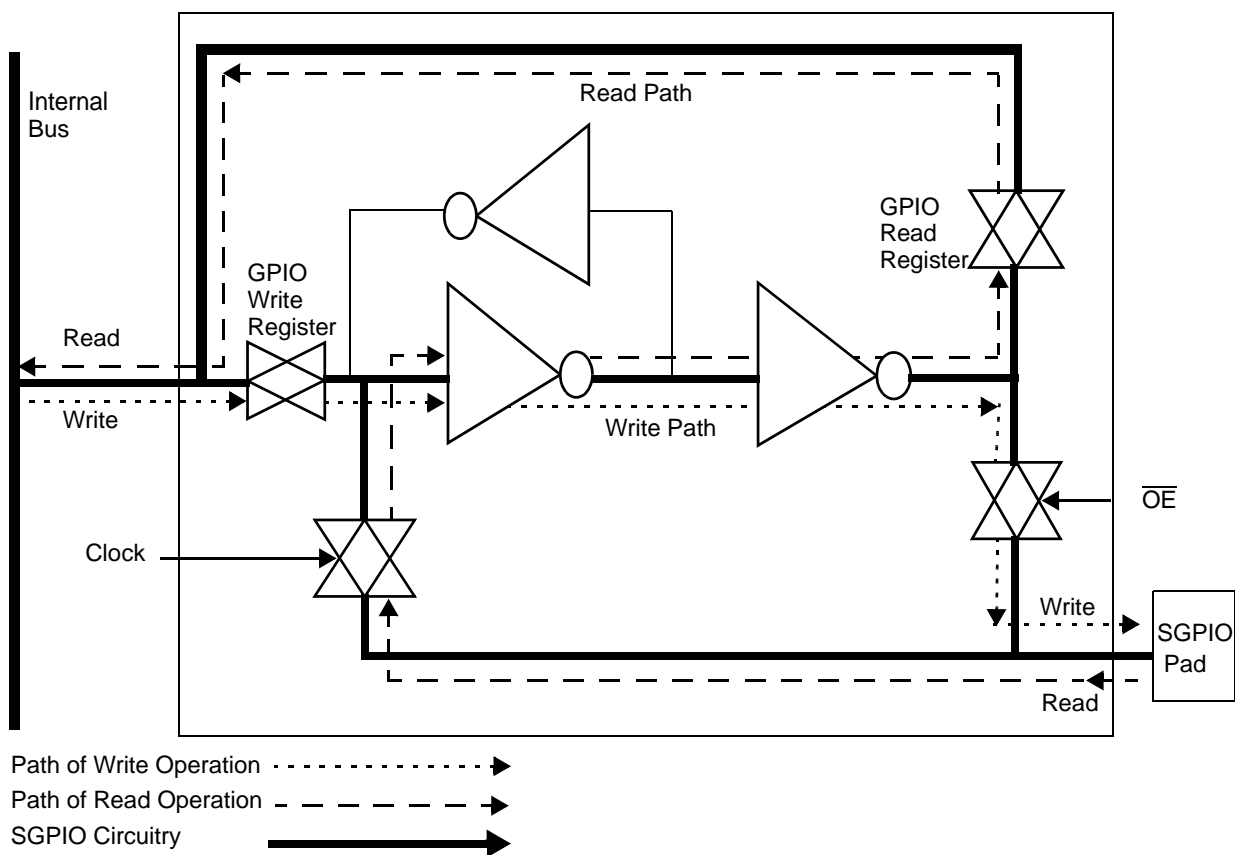 Internal
Bus
Read Path
GPIO
Read
Register
GPIO
Write
Register
Read
Write
Write Path
OE
Clock
Write
SGPIO
Pad
Read
Path of Write Operation
Path of Read Operation
SGPIO Circuitry